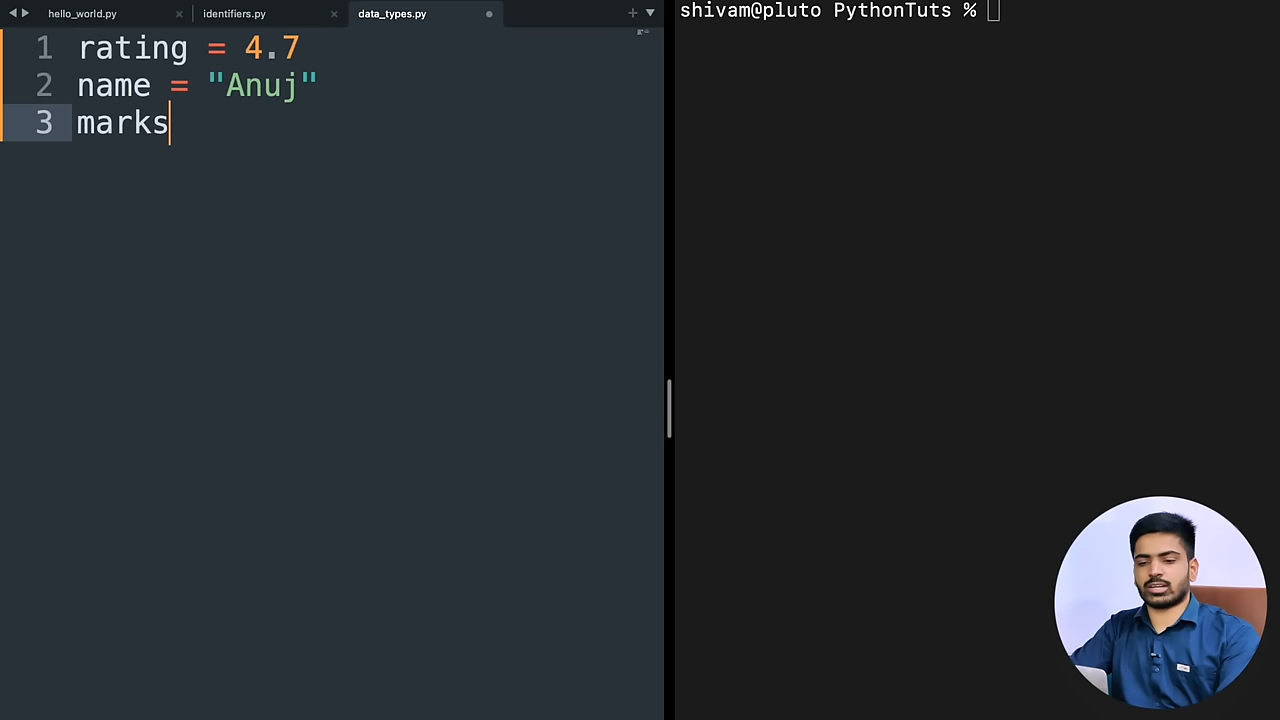 hello_world.py
identifiers.py
data_types.py
1 rating = 4.7
2 name = "Anuj"
3 marks
shivam@pluto PythonTuts %